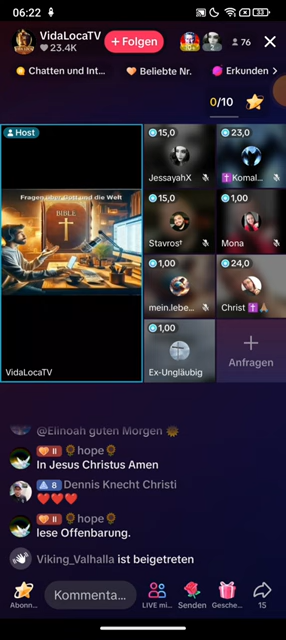 06:22
33
VidaLocaTV
23.4K
+ Folgen
76
Chatten und Int...
Beliebte Nr.
Erkunden
0/10
Host
Fragen über Gott und die Welt
BIBLE
VidaLocaTV
15,0
JessayahX
23,0
Komal...
15,0
Stavros†
1,00
Mona
1,00
mein.lebe...
24,0
Christ
1,00
Ex-Ungläubig
+
Anfragen
@Elinoah guten Morgen
II hope
In Jesus Christus Amen
8 Dennis Knecht Christi
II hope
lese Offenbarung.
Viking_Valhalla ist beigetreten
Abonn...
Kommenta...
LIVE mi...
Senden
Gesche...
15